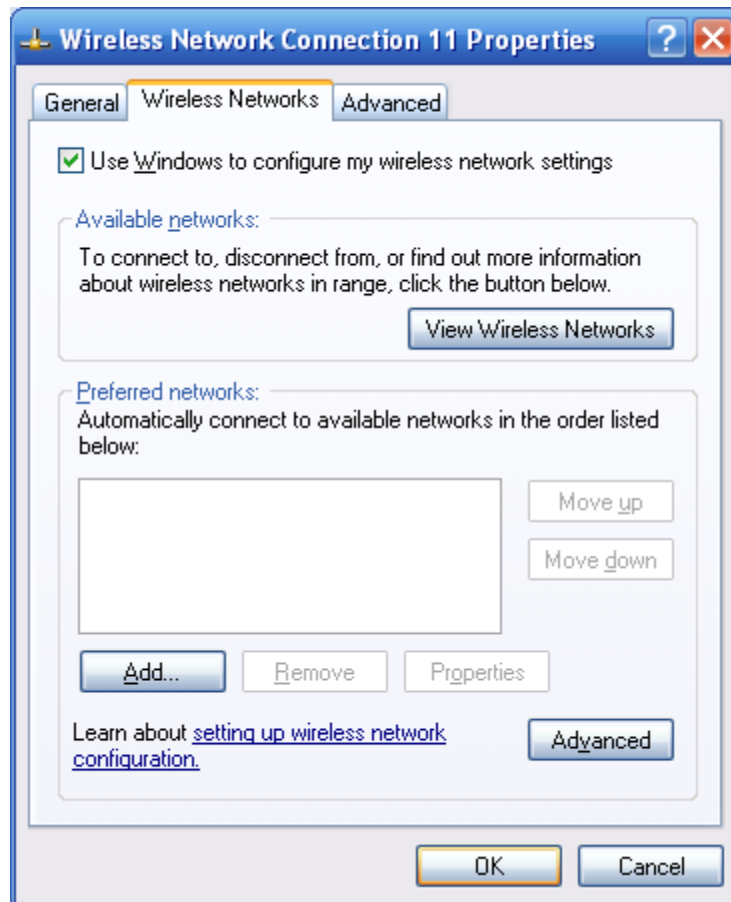 Wireless Network Connection 11 Properties
General Wireless Networks Advanced
Use Windows to configure my wireless network settings
Available networks:
To connect to, disconnect from, or find out more information
about wireless networks in range, click the button below.
View Wireless Networks
Preferred networks:
Automatically connect to available networks in the order listed
below:
Move up
Move down
Add... Remove Properties
Learn about setting up wireless network
configuration.
Advanced
OK Cancel